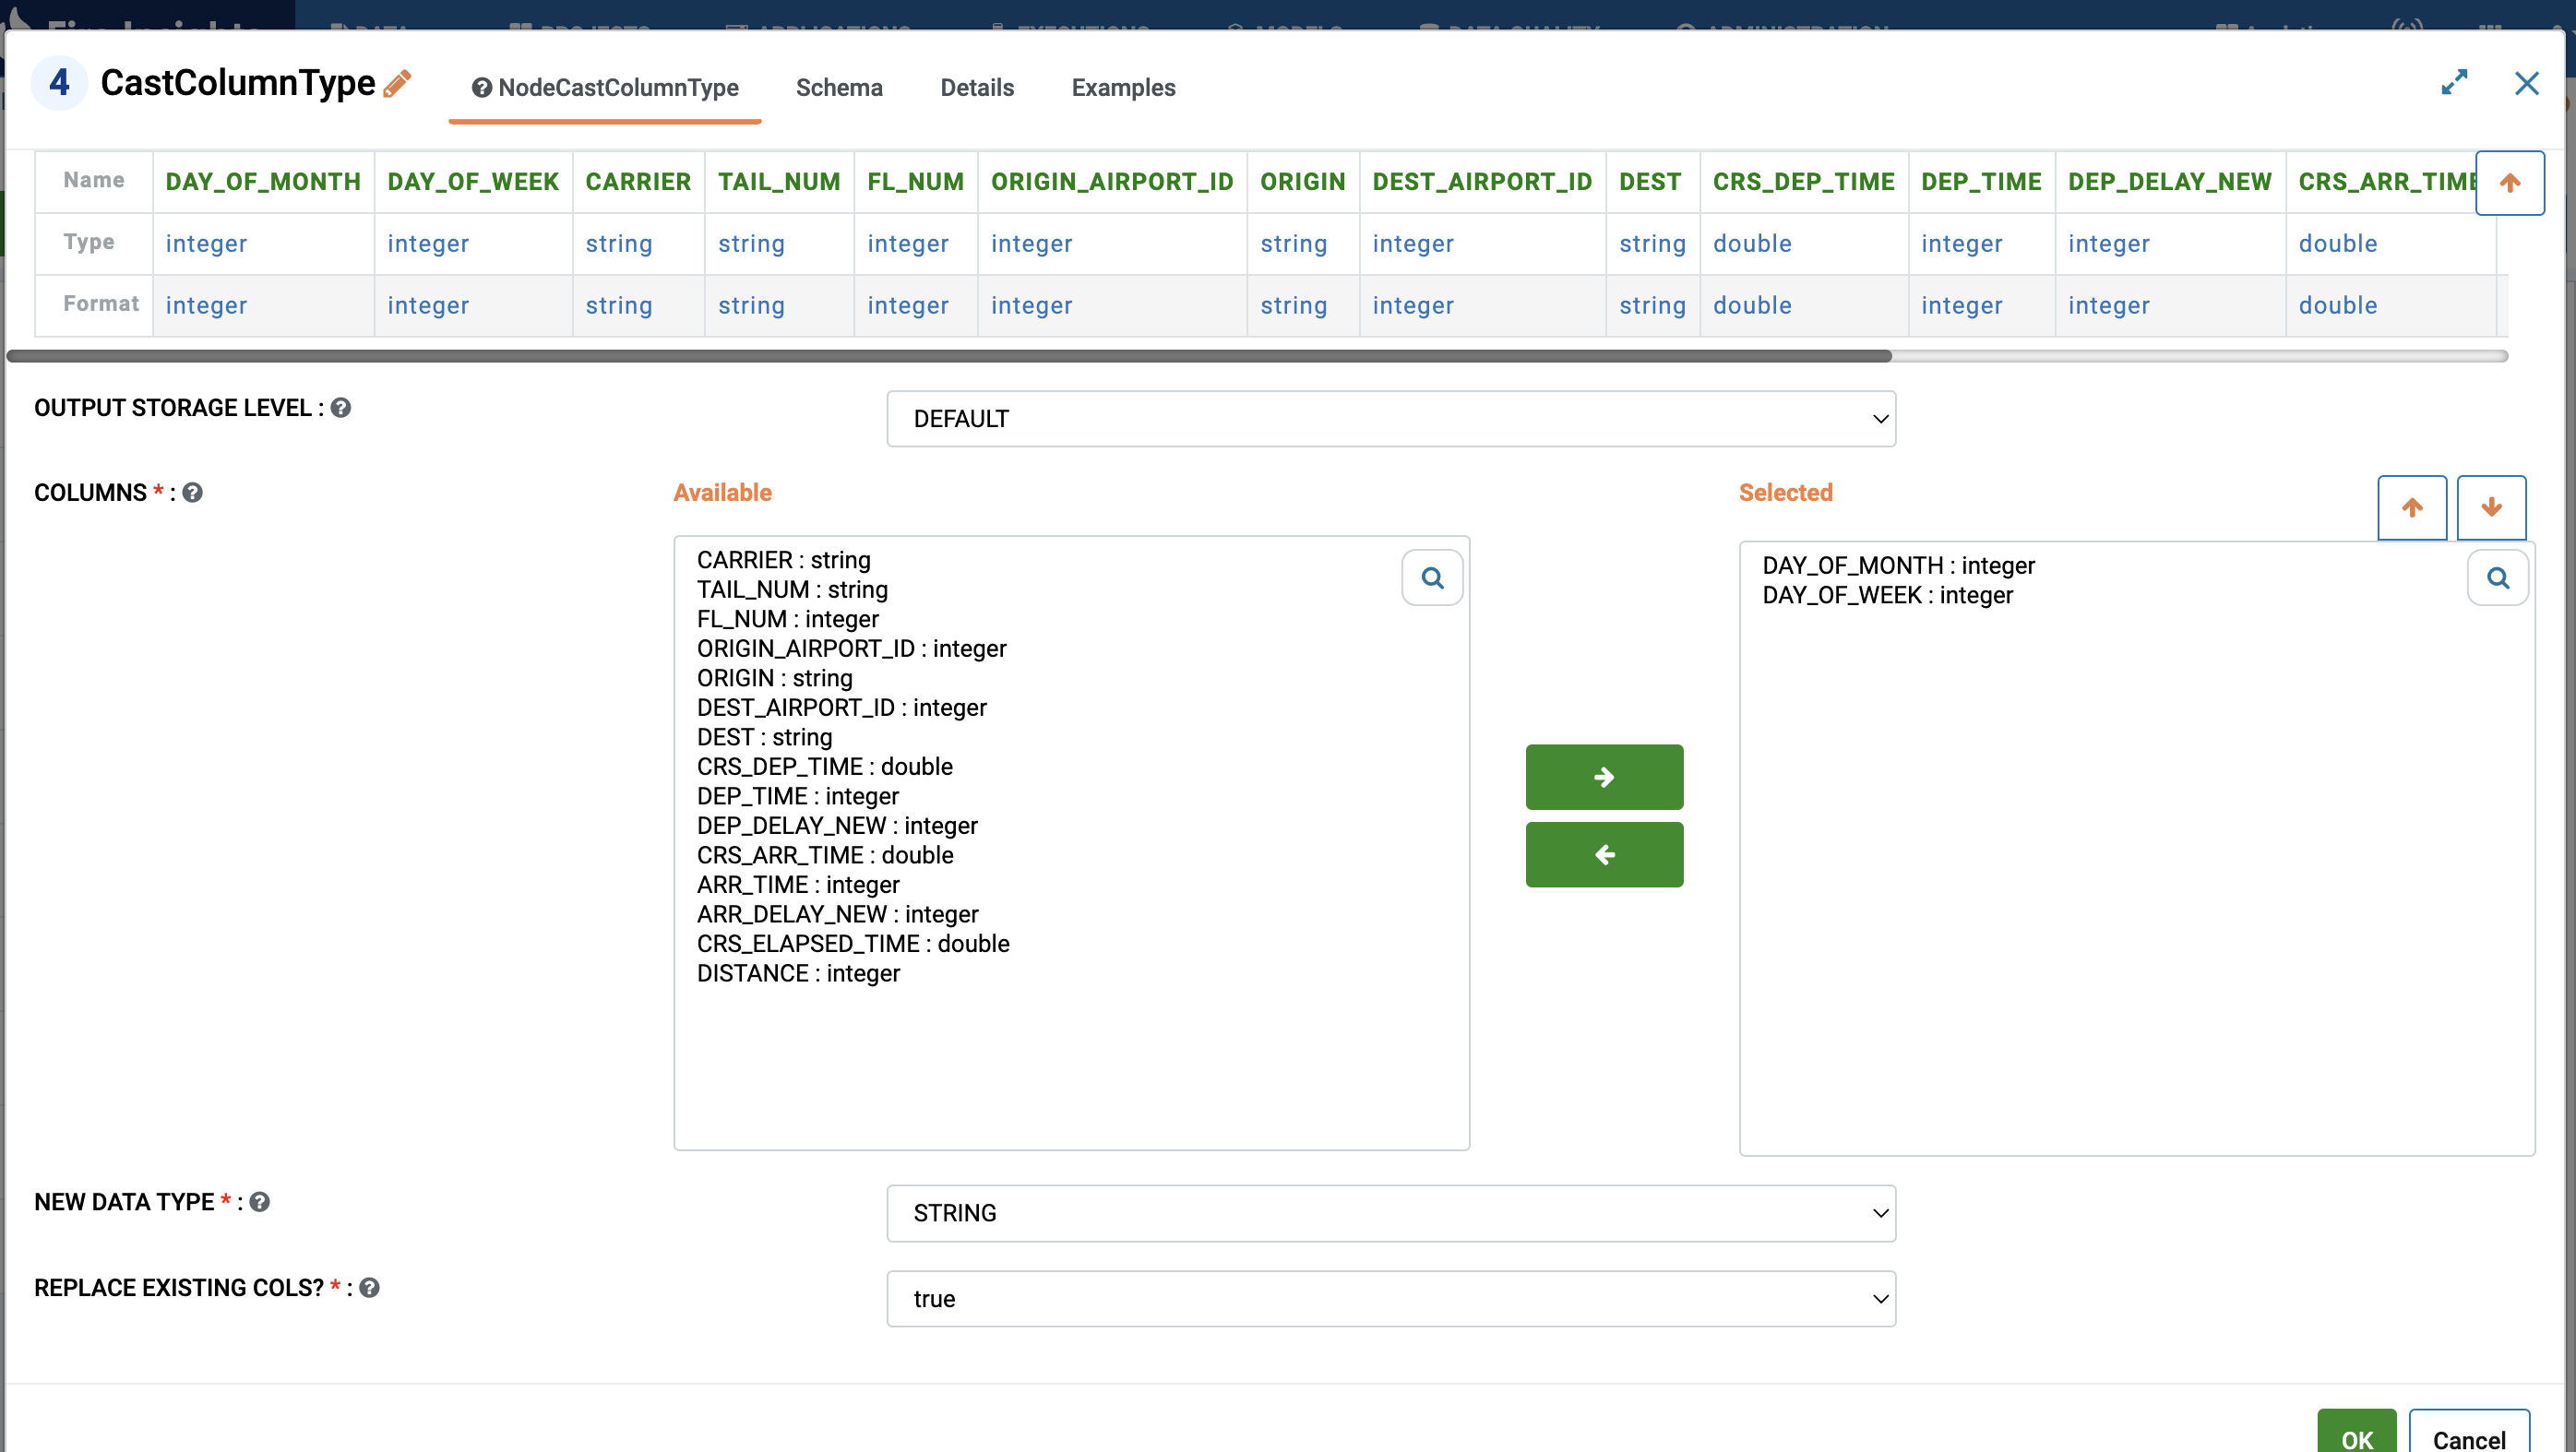 4 CastColumnType NodeCastColumnType Schema Details Examples
Name DAY_OF_MONTH DAY_OF_WEEK CARRIER TAIL_NUM FL_NUM ORIGIN_AIRPORT_ID ORIGIN DEST_AIRPORT_ID DEST CRS_DEP_TIME DEP_TIME DEP_DELAY_NEW CRS_ARR_TIME
Type integer integer string string integer integer string integer string double integer integer double
Format integer integer string string integer integer string integer string double integer integer double
OUTPUT STORAGE LEVEL : DEFAULT
COLUMNS * : Available Selected
CARRIER : string
TAIL_NUM : string
FL_NUM : integer
ORIGIN_AIRPORT_ID : integer
ORIGIN : string
DEST_AIRPORT_ID : integer
DEST : string
CRS_DEP_TIME : double
DEP_TIME : integer
DEP_DELAY_NEW : integer
CRS_ARR_TIME : double
ARR_TIME : integer
ARR_DELAY_NEW : integer
CRS_ELAPSED_TIME : double
DISTANCE : integer
DAY_OF_MONTH : integer
DAY_OF_WEEK : integer
NEW DATA TYPE * : STRING
REPLACE EXISTING COLS? * : true
OK Cancel